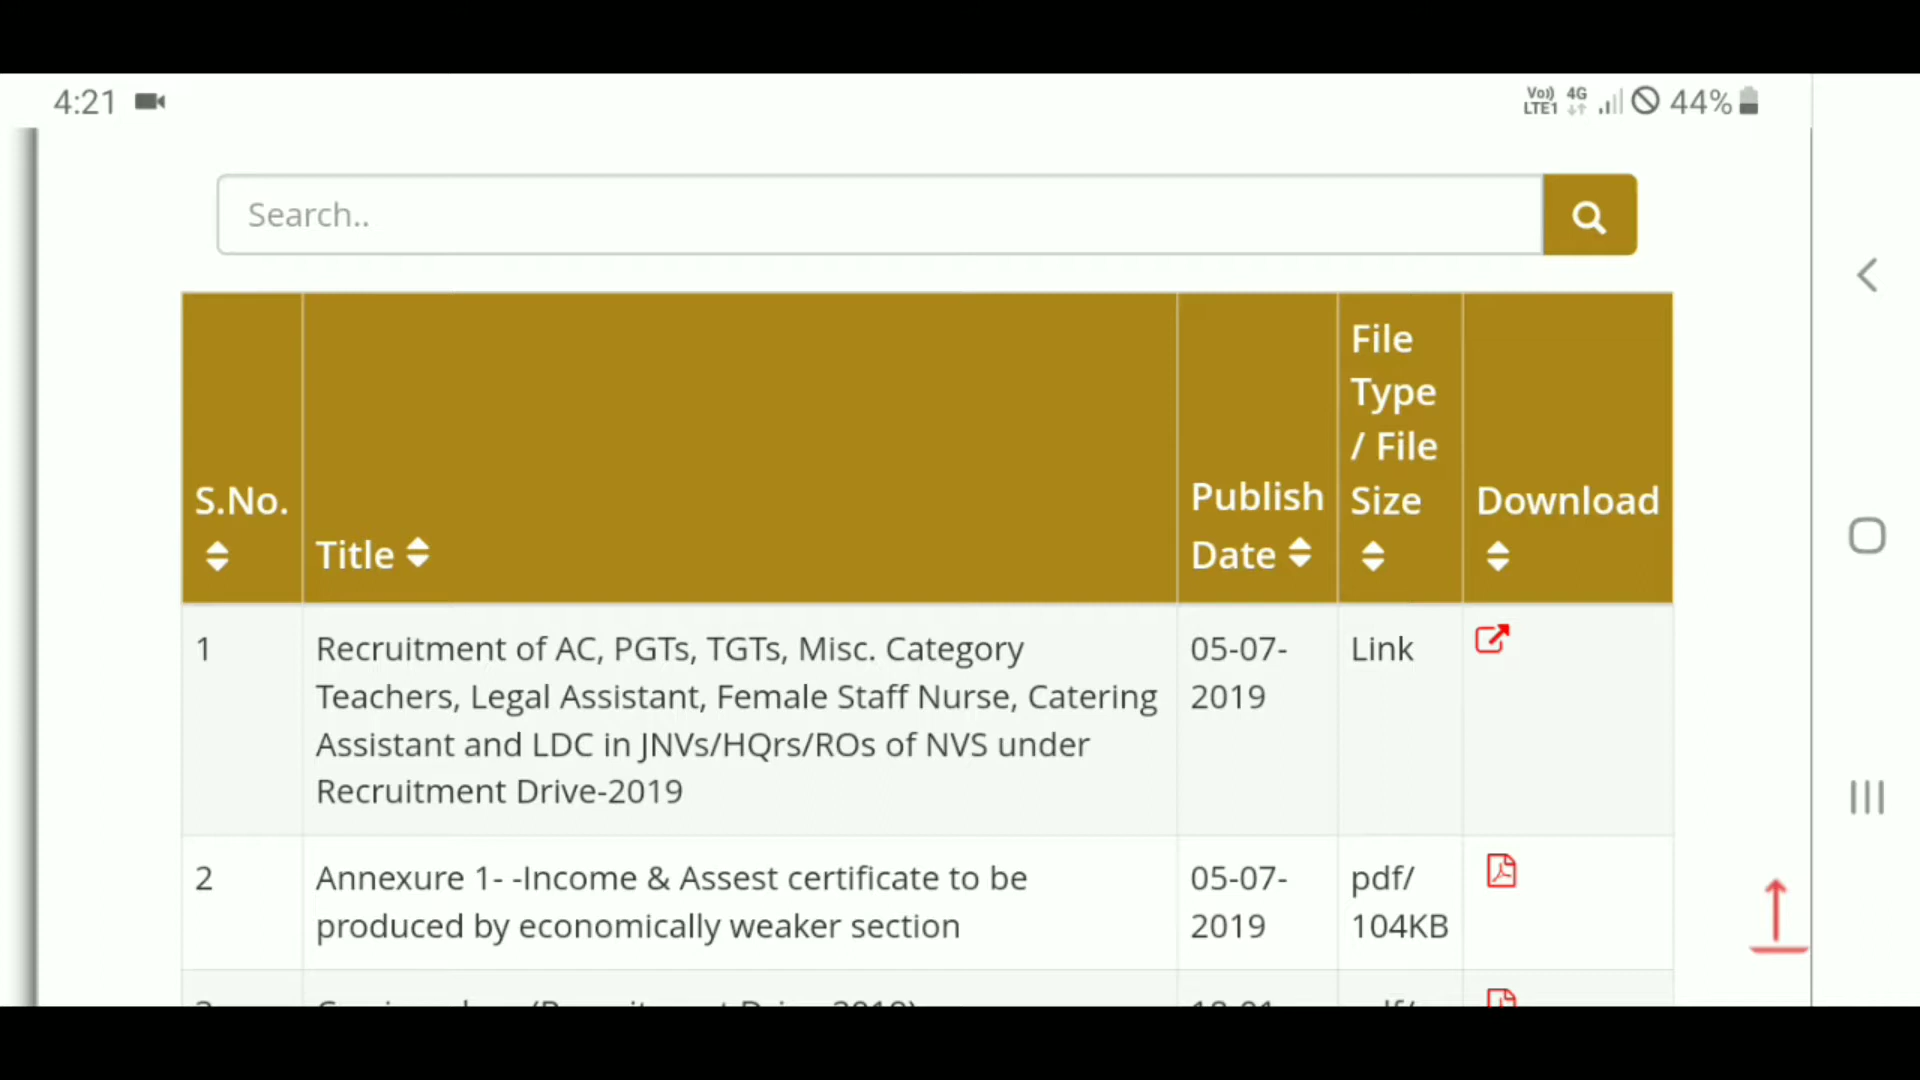 4:21
Vo)) 4G
LTE1 44%
Search..
S.No.
Title
Publish
Date
File
Type
/ File
Size
Download
1
Recruitment of AC, PGTs, TGTs, Misc. Category
Teachers, Legal Assistant, Female Staff Nurse, Catering
Assistant and LDC in JNVs/HQrs/ROs of NVS under
Recruitment Drive-2019
05-07-
2019
Link
2
Annexure 1- -Income & Assest certificate to be
produced by economically weaker section
05-07-
2019
pdf/
104KB